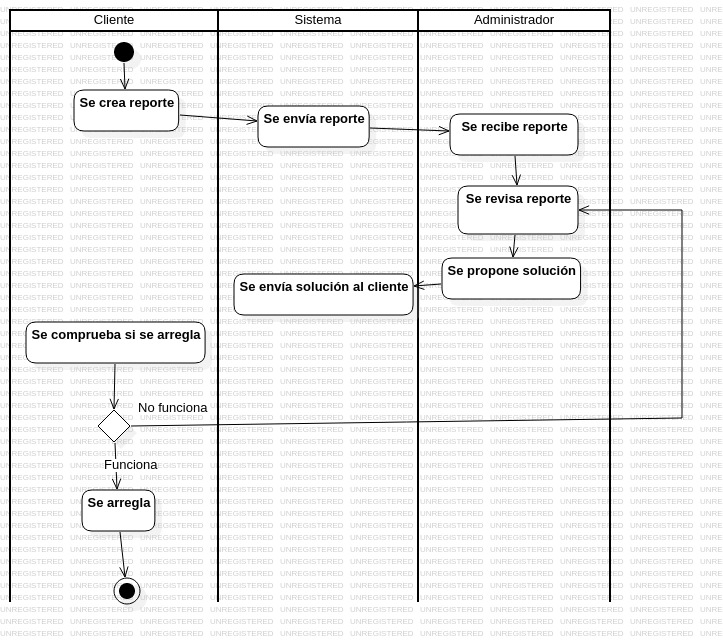 Cliente
Sistema
Administrador
Se crea reporte
Se envía reporte
Se recibe reporte
Se revisa reporte
Se propone solución
Se envía solución al cliente
Se comprueba si se arregla
No funciona
Funciona
Se arregla
UNREGISTERED